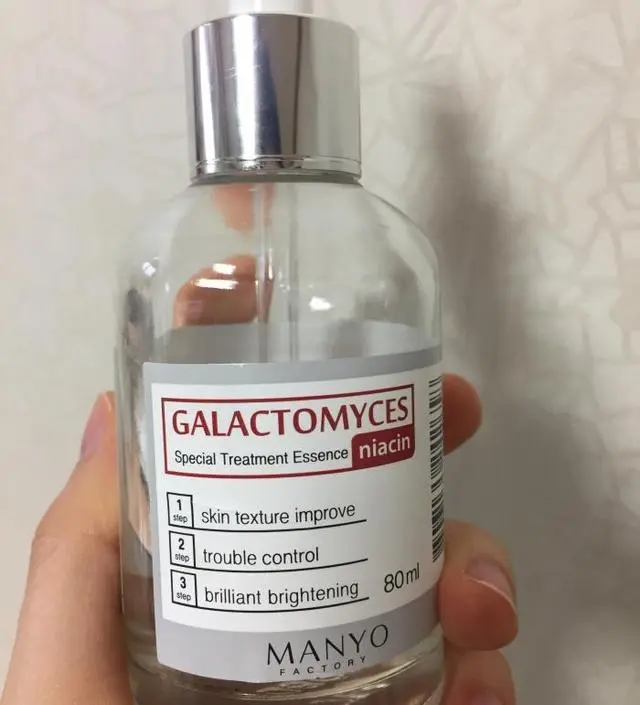 GALACTOMYCES
Special Treatment Essence niacin
1 step skin texture improve
2 step trouble control
3 step brilliant brightening 80ml
MANYO
FACTORY